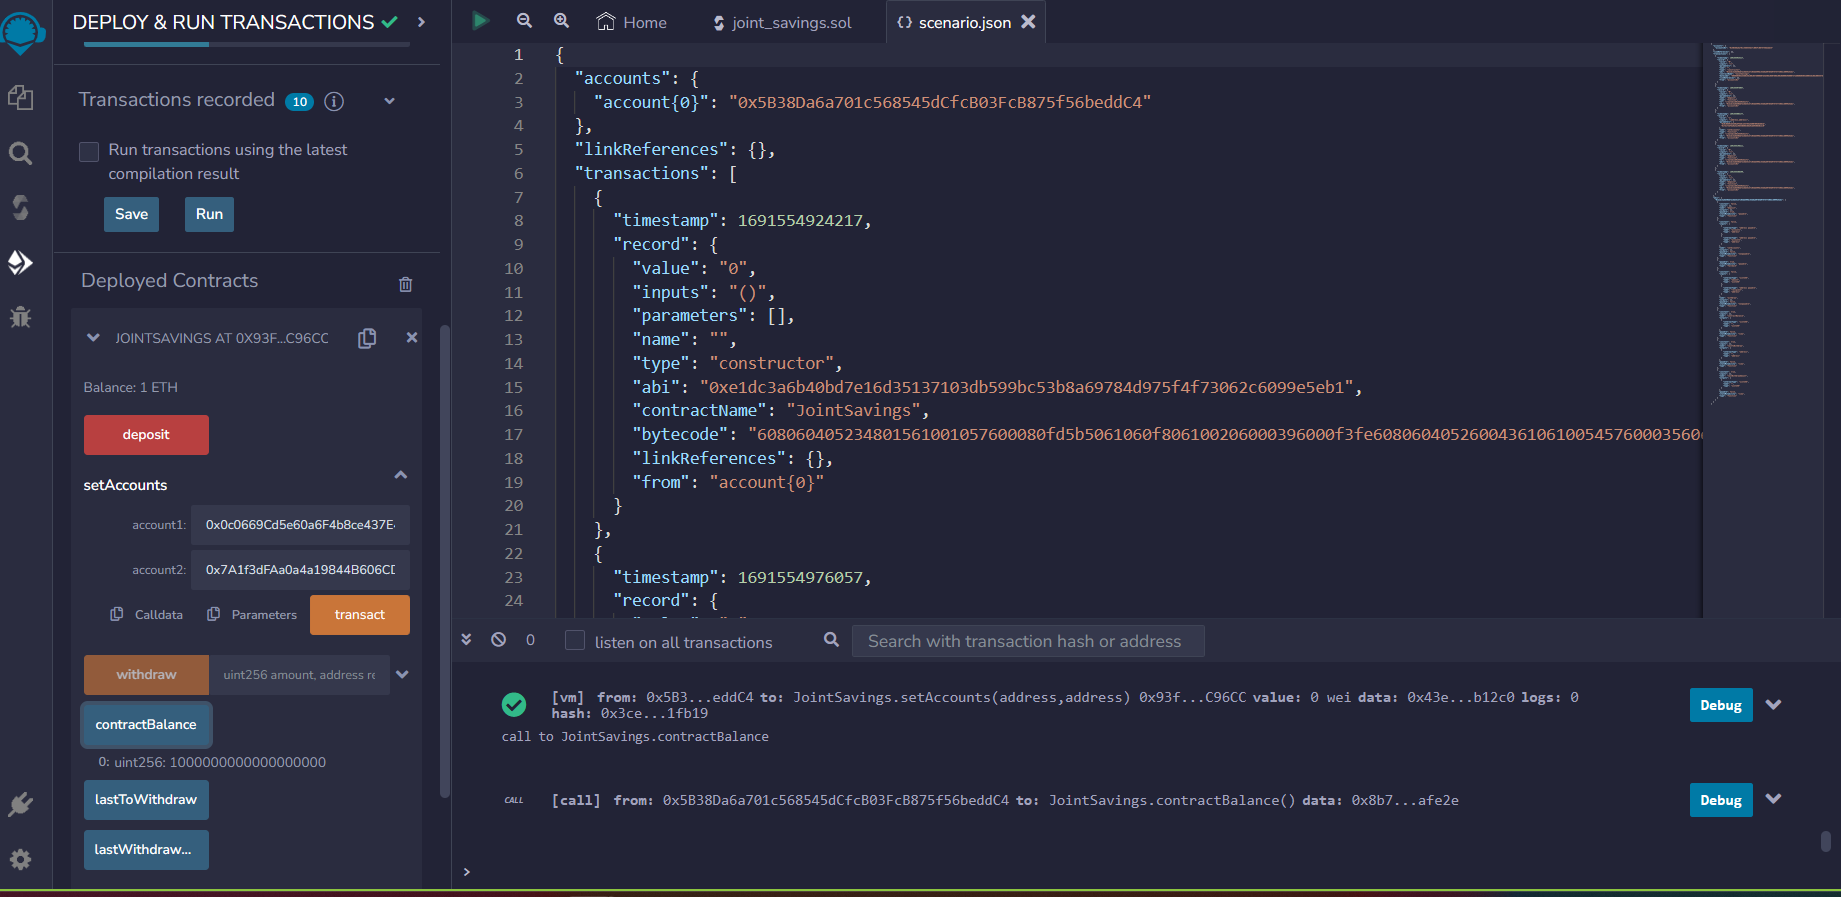 DEPLOY & RUN TRANSACTIONS
Transactions recorded 10 i
Run transactions using the latest
compilation result
Save Run
Deployed Contracts
JOINTSAVINGS AT 0X93F...C96CC
Balance: 1 ETH
deposit
setAccounts
account1: 0x0c0669Cd5e60a6F4b8ce437E
account2: 0x7A1f3dFAa0a4a19844B606CD
Calldata Parameters transact
withdraw uint256 amount, address re
contractBalance
0: uint256: 1000000000000000000
lastToWithdraw
lastWithdraw...
Home joint_savings.sol {} scenario.json
1 {
2 "accounts": {
3 "account{0}": "0x5B38Da6a701c568545dCfcB03FcB875f56beddC4"
4 },
5 "linkReferences": {},
6 "transactions": [
7 {
8 "timestamp": 1691554924217,
9 "record": {
10 "value": "0",
11 "inputs": "()",
12 "parameters": [],
13 "name": "",
14 "type": "constructor",
15 "abi": "0xe1dc3a6b40bd7e16d35137103db599bc53b8a69784d975f4f73062c6099e5eb1",
16 "contractName": "JointSavings",
17 "bytecode": "608060405234801561001057600080fd5b5061060f806100206000396000f3fe6080604052600436106100545760003560
18 "linkReferences": {},
19 "from": "account{0}"
20 }
21 },
22 {
23 "timestamp": 1691554976057,
24 "record": {
0 listen on all transactions Search with transaction hash or address
[vm] from: 0x5B3...eddC4 to: JointSavings.setAccounts(address,address) 0x93f...C96CC value: 0 wei data: 0x43e...b12c0 logs: 0
hash: 0x3ce...1fb19
Debug
call to JointSavings.contractBalance
CALL [call] from: 0x5B38Da6a701c568545dCfcB03FcB875f56beddC4 to: JointSavings.contractBalance() data: 0x8b7...afe2e
Debug
>